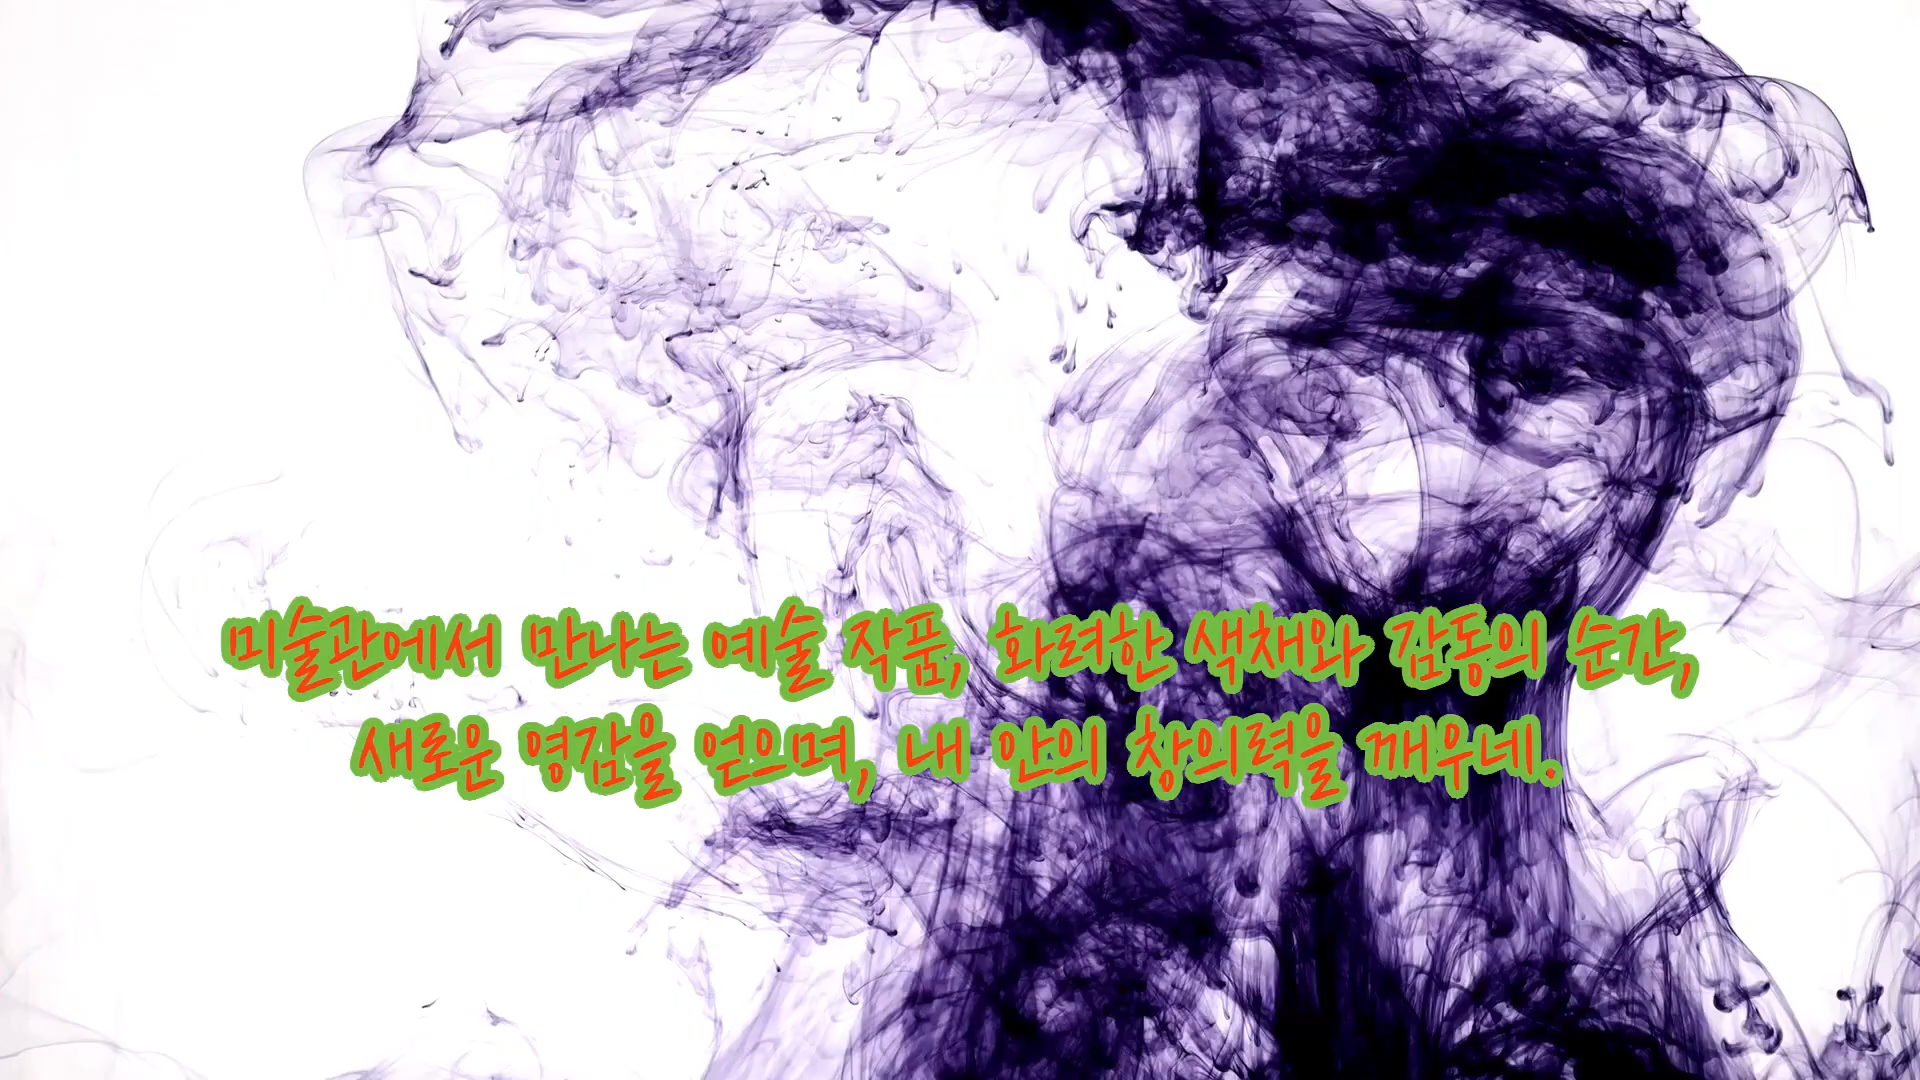 미술관에서 만나는 예술 작품, 화려한 색채와 감동의 순간,
새로운 영감을 얻으며, 내 안의 창의력을 깨우네.